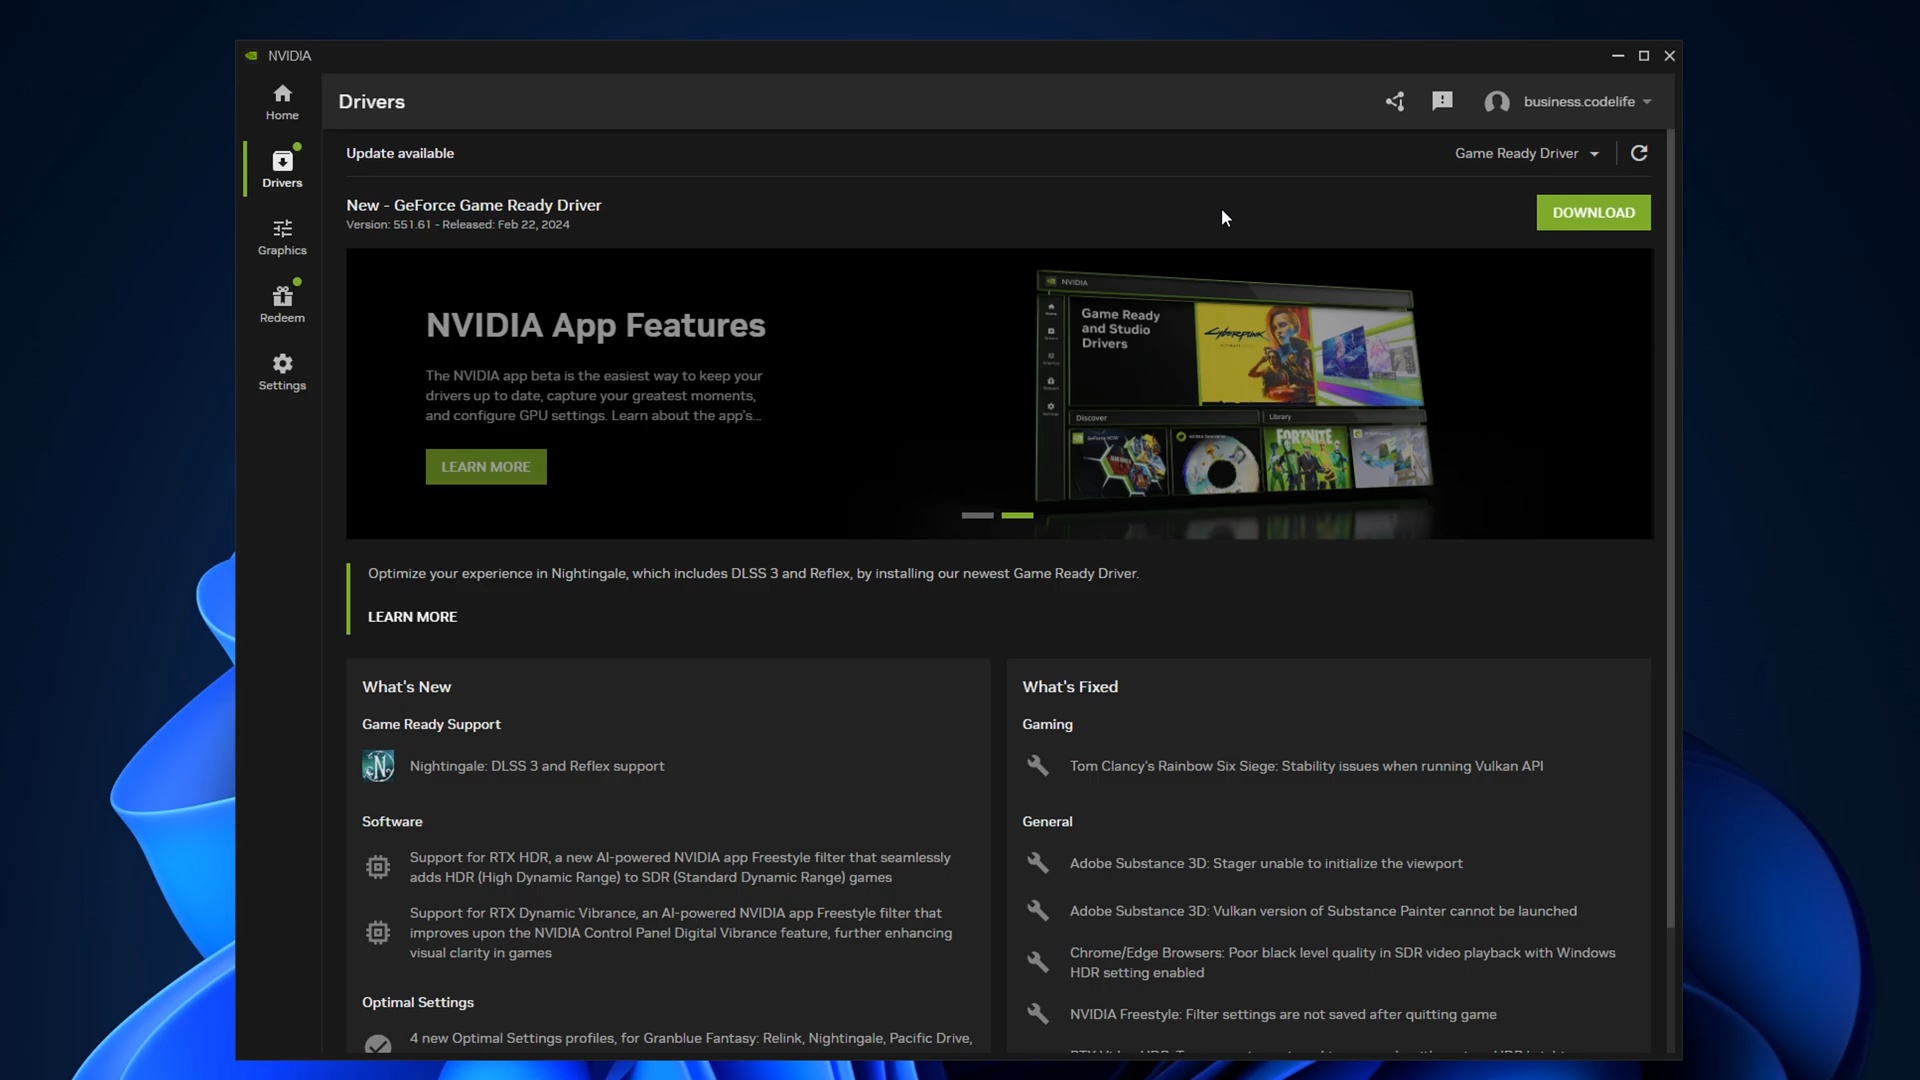 NVIDIA
Home
Drivers
business.codelife
Drivers
Update available
Game Ready Driver
New - GeForce Game Ready Driver
Version: 551.61 - Released: Feb 22, 2024
DOWNLOAD
Graphics
Redeem
Settings
NVIDIA App Features
The NVIDIA app beta is the easiest way to keep your
drivers up to date, capture your greatest moments,
and configure GPU settings. Learn about the app's...
LEARN MORE
NVIDIA
Game Ready
and Studio
Drivers
CYBERPUNK
Discover
Library
GeForce NOW
FORTNITE
Optimize your experience in Nightingale, which includes DLSS 3 and Reflex, by installing our newest Game Ready Driver.
LEARN MORE
What's New
Game Ready Support
N
Nightingale: DLSS 3 and Reflex support
Software
Support for RTX HDR, a new AI-powered NVIDIA app Freestyle filter that seamlessly
adds HDR (High Dynamic Range) to SDR (Standard Dynamic Range) games
Support for RTX Dynamic Vibrance, an AI-powered NVIDIA app Freestyle filter that
improves upon the NVIDIA Control Panel Digital Vibrance feature, further enhancing
visual clarity in games
Optimal Settings
4 new Optimal Settings profiles, for Granblue Fantasy: Relink, Nightingale, Pacific Drive,
What's Fixed
Gaming
Tom Clancy's Rainbow Six Siege: Stability issues when running Vulkan API
General
Adobe Substance 3D: Stager unable to initialize the viewport
Adobe Substance 3D: Vulkan version of Substance Painter cannot be launched
Chrome/Edge Browsers: Poor black level quality in SDR video playback with Windows
HDR setting enabled
NVIDIA Freestyle: Filter settings are not saved after quitting game